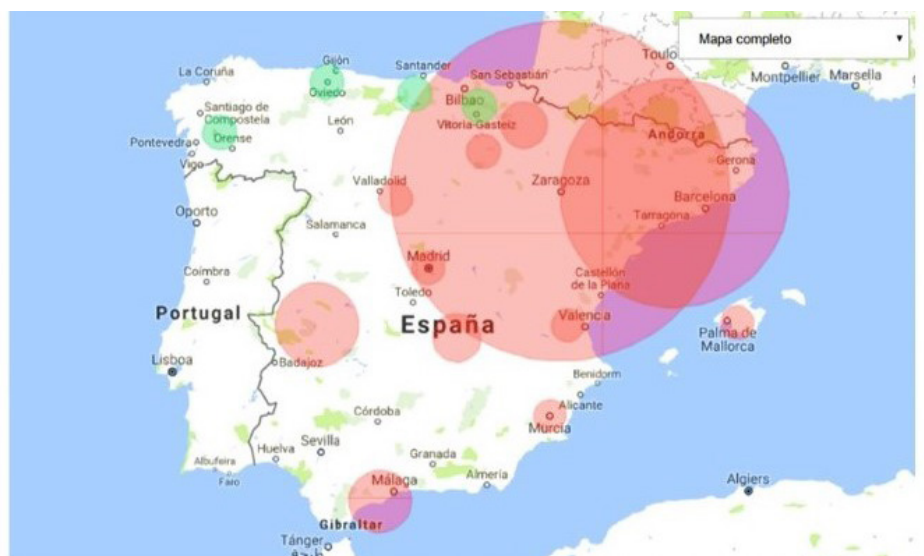 Mapa completo
Toulo
Montpellier
Marsella
Gijón
Santander
La Coruña
Oviedo
San Sebastián
Bilbao
Santiago de
Compostela
León
Vitoria-Gasteiz
Andorra
Pontevedra
Orense
Vigo
Gerona
Valladolid
Zaragoza
Barcelona
Oporto
Salamanca
Tarragona
Madrid
Coímbra
Castellón
de la Plana
Toledo
Portugal
España
Valencia
Palma de
Mallorca
Lisboa
Badajoz
Benidorm
Alicante
Córdoba
Murcia
Huelva
Sevilla
Granada
Albufeira
Faro
Almería
Málaga
Algiers
Gibraltar
Tánger